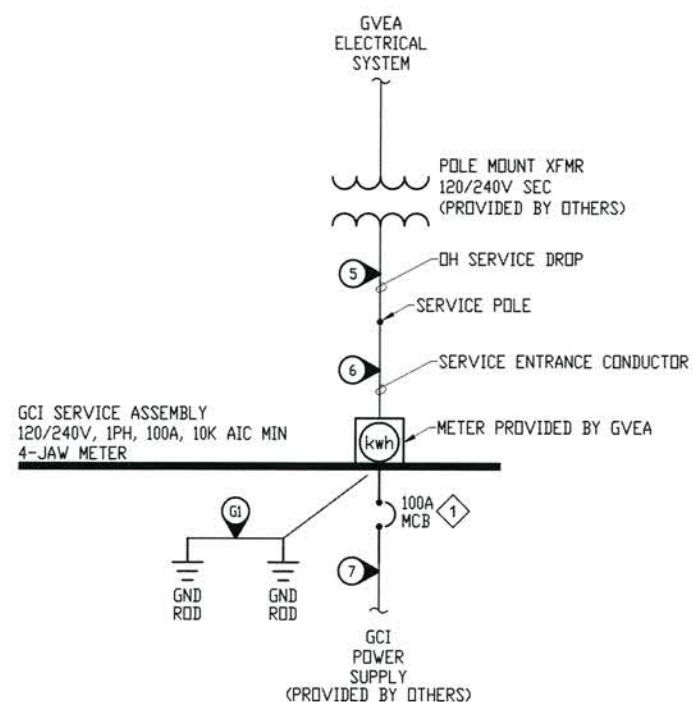 GVEA
ELECTRICAL
SYSTEM
POLE MOUNT XFMR
120/240V SEC
(PROVIDED BY OTHERS)
5
OH SERVICE DROP
SERVICE POLE
6
SERVICE ENTRANCE CONDUCTOR
GCI SERVICE ASSEMBLY
120/240V, 1PH, 100A, 10K AIC MIN
4-JAW METER
kwh
METER PROVIDED BY GVEA
G1
100A
MCB
1
GND
ROD
GND
ROD
7
GCI
POWER
SUPPLY
(PROVIDED BY OTHERS)